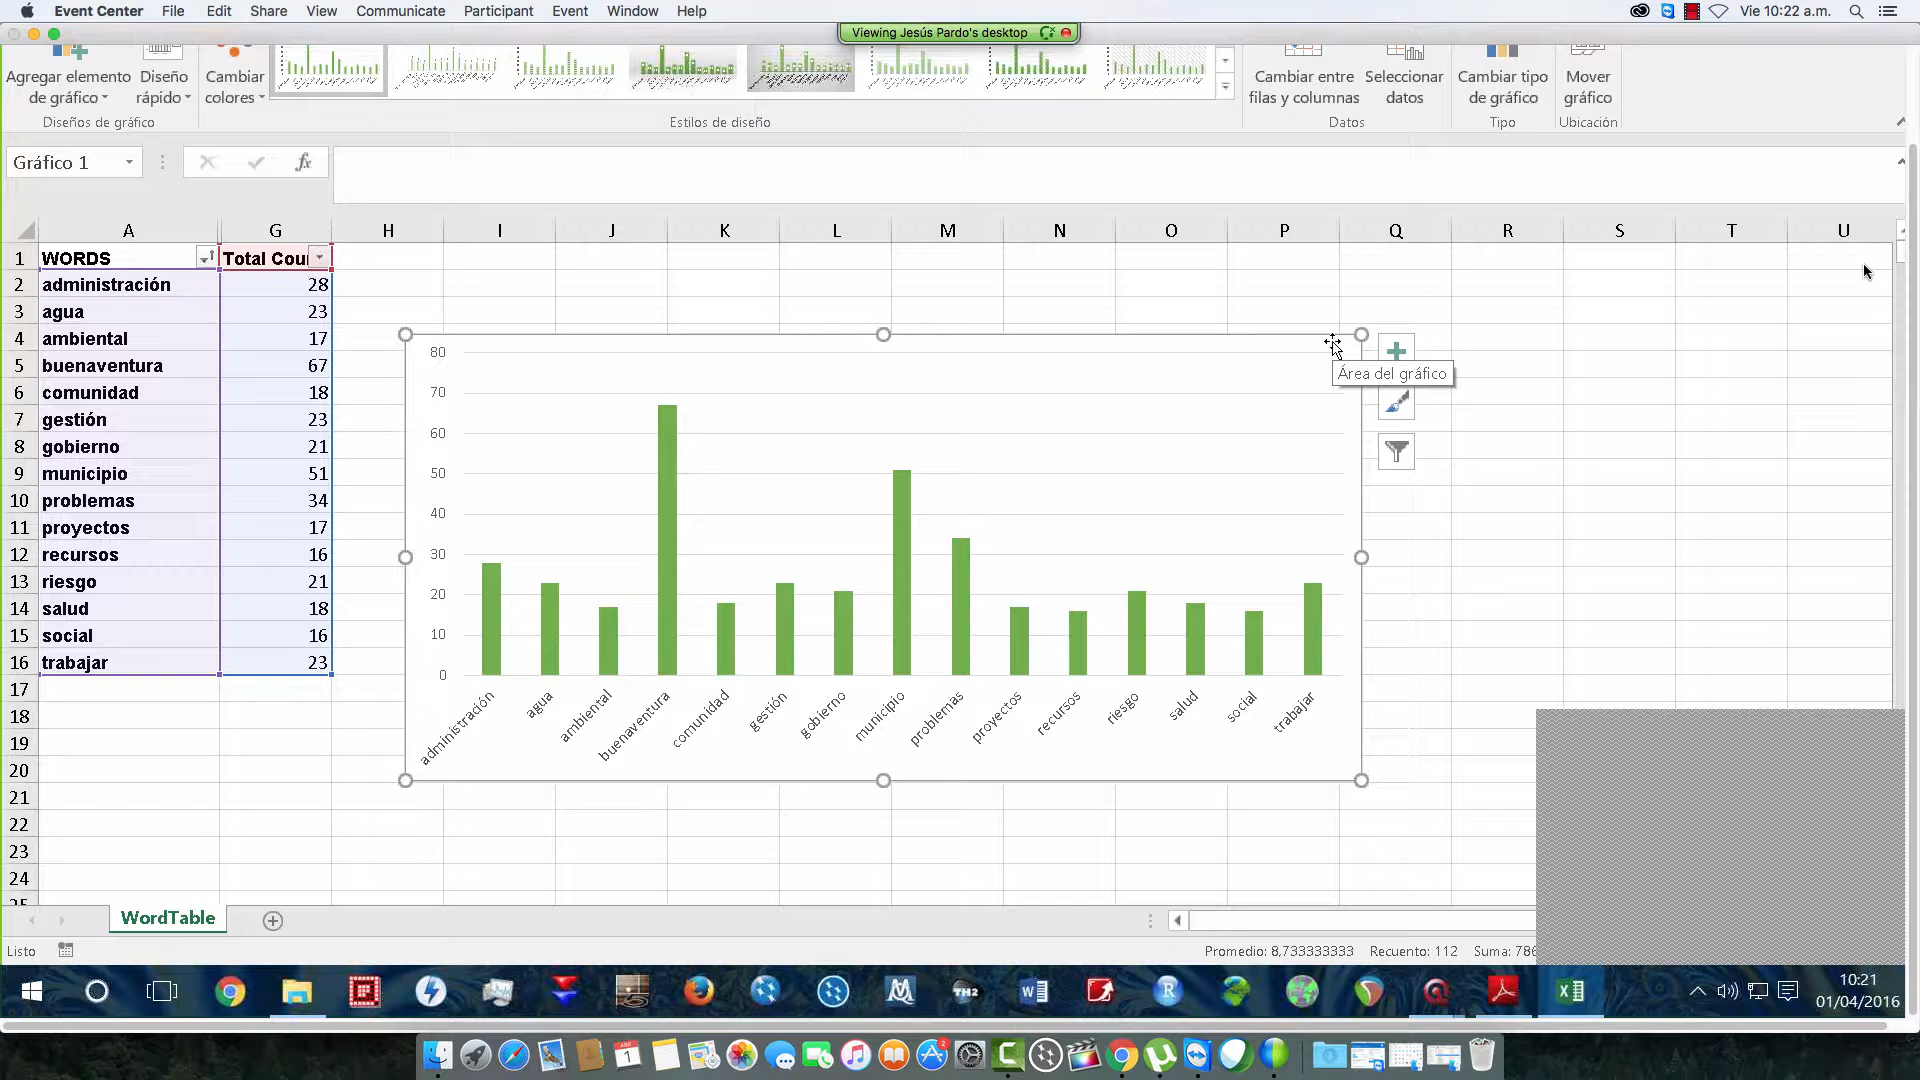 Event Center File Edit Share View Communicate Participant Event Window Help Vie 10:22 a.m.
Viewing Jesús Pardo's desktop
Agregar elemento de gráfico
Diseño rápido
Cambiar colores
Cambiar entre filas y columnas
Seleccionar datos
Cambiar tipo de gráfico
Mover gráfico
Diseños de gráfico Estilos de diseño Datos Tipo Ubicación
Gráfico 1 fx
A G H I J K L M N O P Q R S T U
1 WORDS Total Cou
2 administración 28
3 agua 23
4 ambiental 17
5 buenaventura 67
6 comunidad 18
7 gestión 23
8 gobierno 21
9 municipio 51
10 problemas 34
11 proyectos 17
12 recursos 16
13 riesgo 21
14 salud 18
15 social 16
16 trabajar 23
17
18
19
20
21
22
23
24
80
70
60
50
40
30
20
10
0
administración agua ambiental buenaventura comunidad gestión gobierno municipio problemas proyectos recursos riesgo salud social trabajar
Área del gráfico
WordTable
Listo Promedio: 8,733333333 Recuento: 112 Suma: 786
TH2
10:21
01/04/2016
ABR
1
2